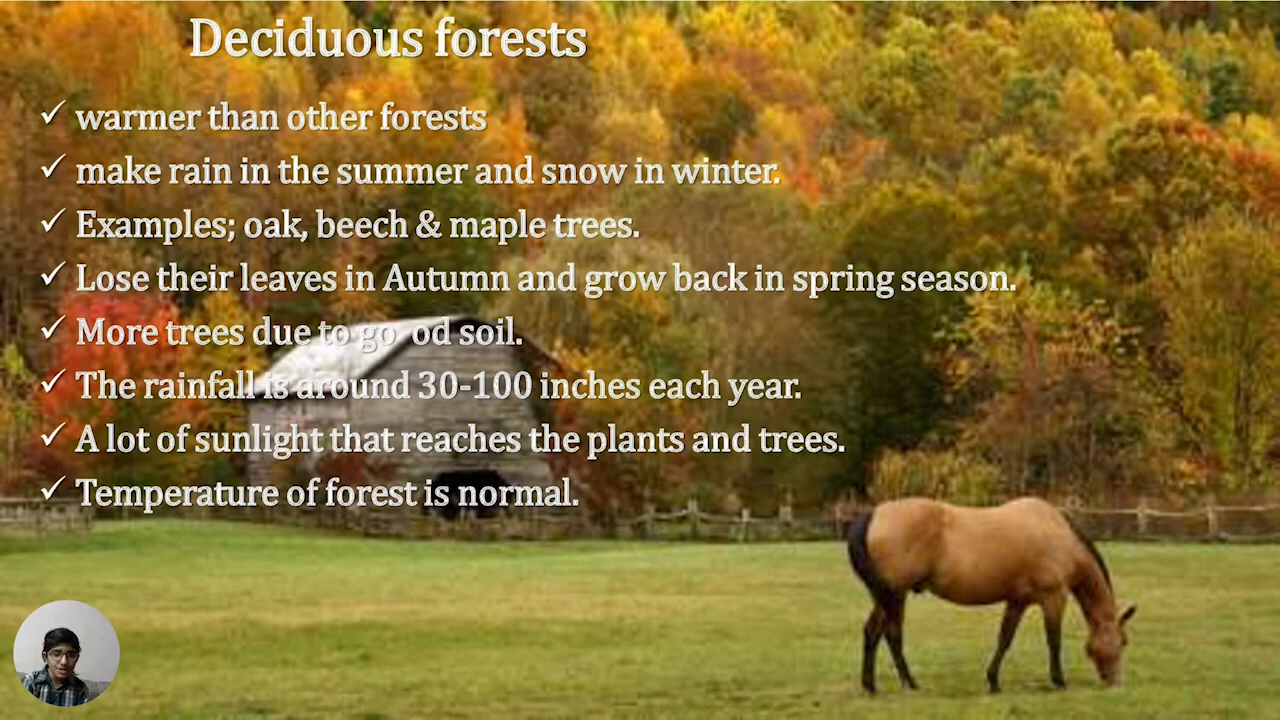 Deciduous forests
✓ warmer than other forests
✓ make rain in the summer and snow in winter.
✓ Examples; oak, beech & maple trees.
✓ Lose their leaves in Autumn and grow back in spring season.
✓ More trees due to go  od soil.
✓ The rainfall is around 30-100 inches each year.
✓ A lot of sunlight that reaches the plants and trees.
✓ Temperature of forest is normal.